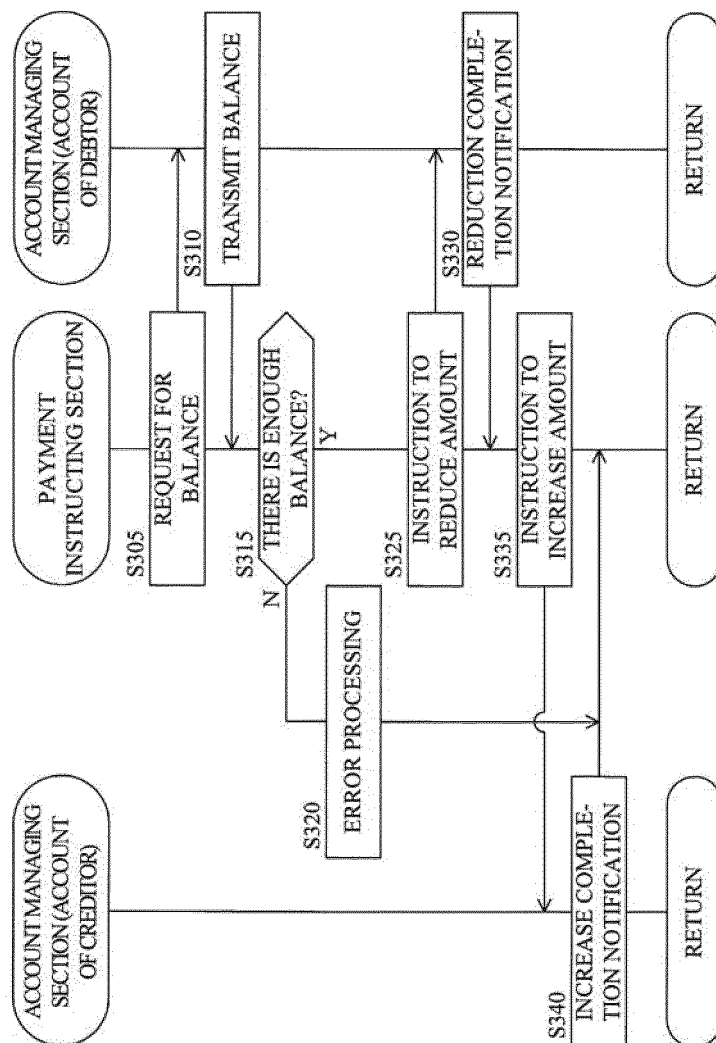 ACCOUNT MANAGING
SECTION (ACCOUNT
OF CREDITOR)
PAYMENT
INSTRUCTING SECTION
ACCOUNT MANAGING
SECTION (ACCOUNT
OF DEBTOR)
S305
REQUEST FOR
BALANCE
S310
TRANSMIT BALANCE
S315
THERE IS ENOUGH
BALANCE?
N
Y
S320
ERROR PROCESSING
S325
INSTRUCTION TO
REDUCE AMOUNT
S330
REDUCTION COMPLE-
TION NOTIFICATION
S335
INSTRUCTION TO
INCREASE AMOUNT
S340
INCREASE COMPLE-
TION NOTIFICATION
RETURN
RETURN
RETURN